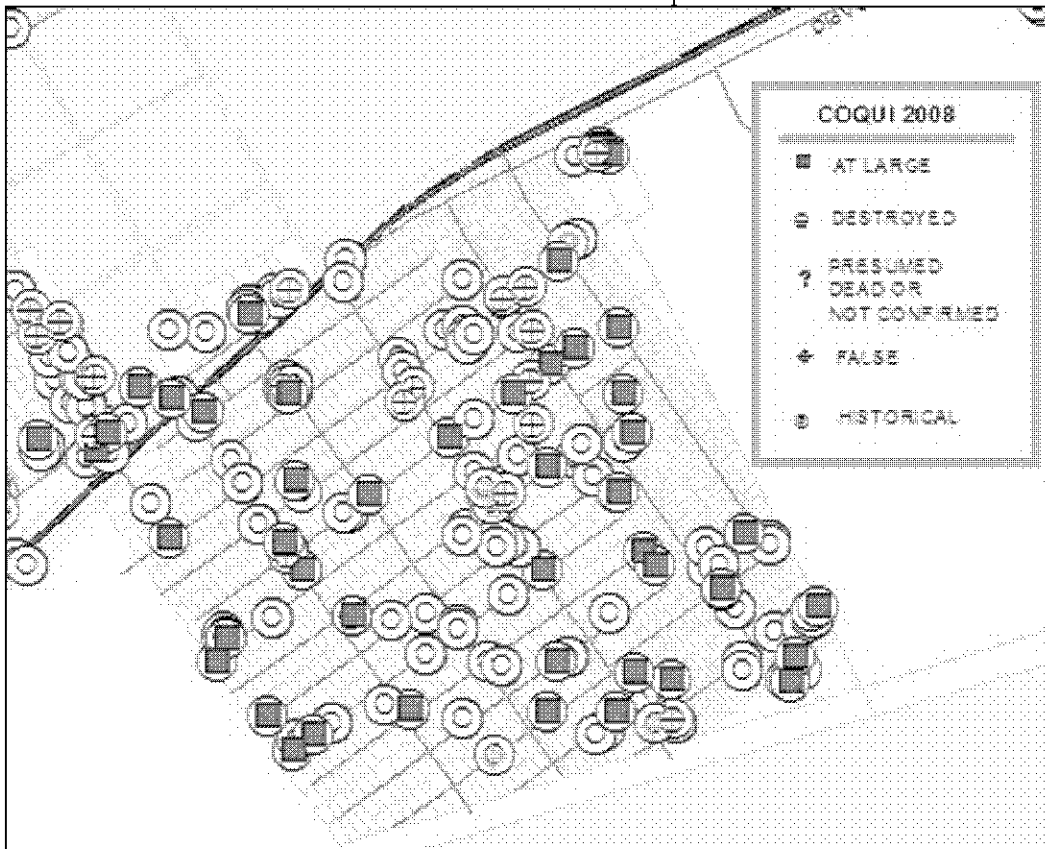 COQUI 2008
AT LARGE
DESTROYED
? PRESUMED
DEAD OR
NOT CONFIRMED
FALSE
HISTORICAL